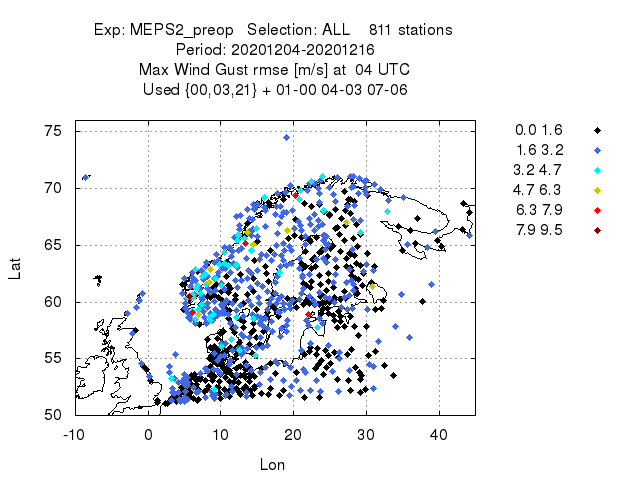 Exp: MEPS2_preop   Selection: ALL    811 stations
Period: 20201204-20201216
Max Wind Gust rmse [m/s] at  04 UTC
Used {00,03,21} + 01-00 04-03 07-06
75
70
65
60
55
50
Lat
-10 0 10 20 30 40
Lon
0.0 1.6
1.6 3.2
3.2 4.7
4.7 6.3
6.3 7.9
7.9 9.5